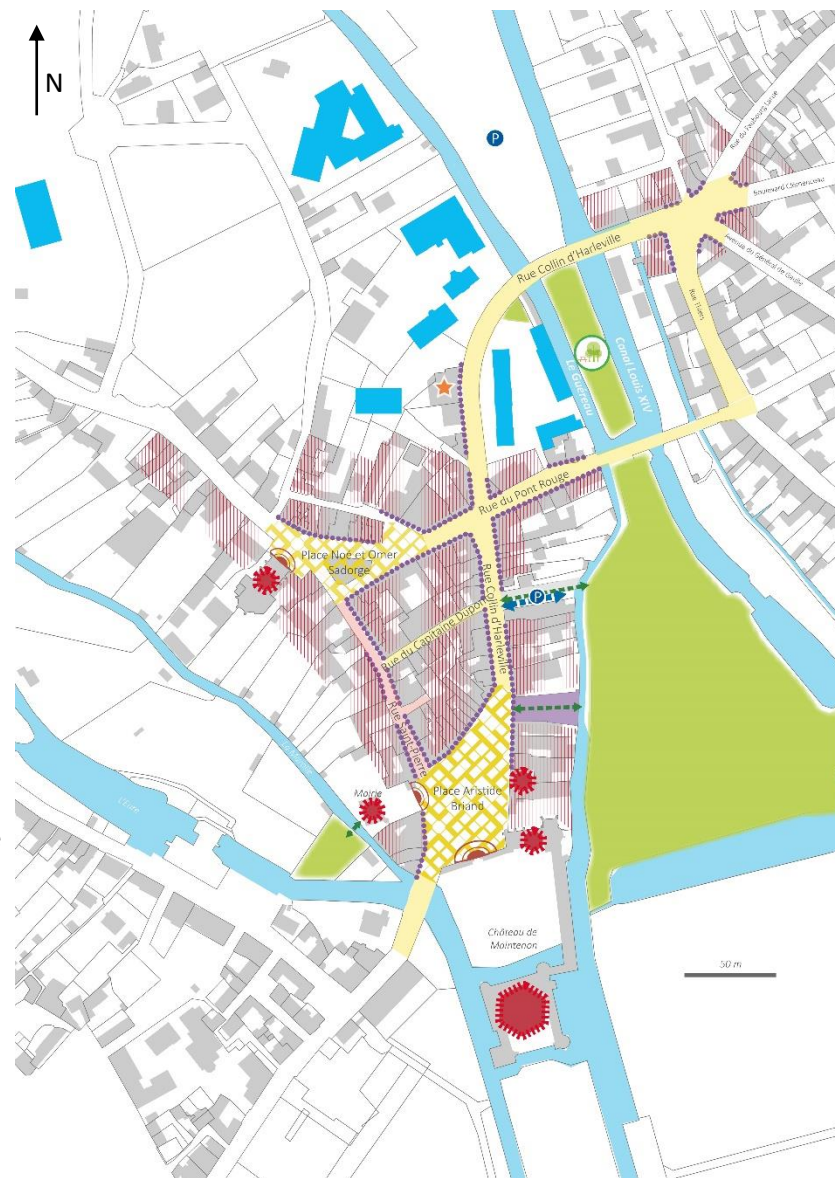 N
P
Rue du Faubourg Larue
Boulevard Clemenceau
Avenue du Général de Gaulle
Rue Collin d'Harleville
Rue Thiers
Canal Louis XIV
Le Guéreau
Rue du Pont Rouge
Place Noé et Omer
Sadorge
Rue Collin d'Harleville
P
Rue du Capitaine Dupont
Rue Saint-Pierre
Place Aristide
Briand
Mairie
L'Eure
Château de
Maintenon
50 m